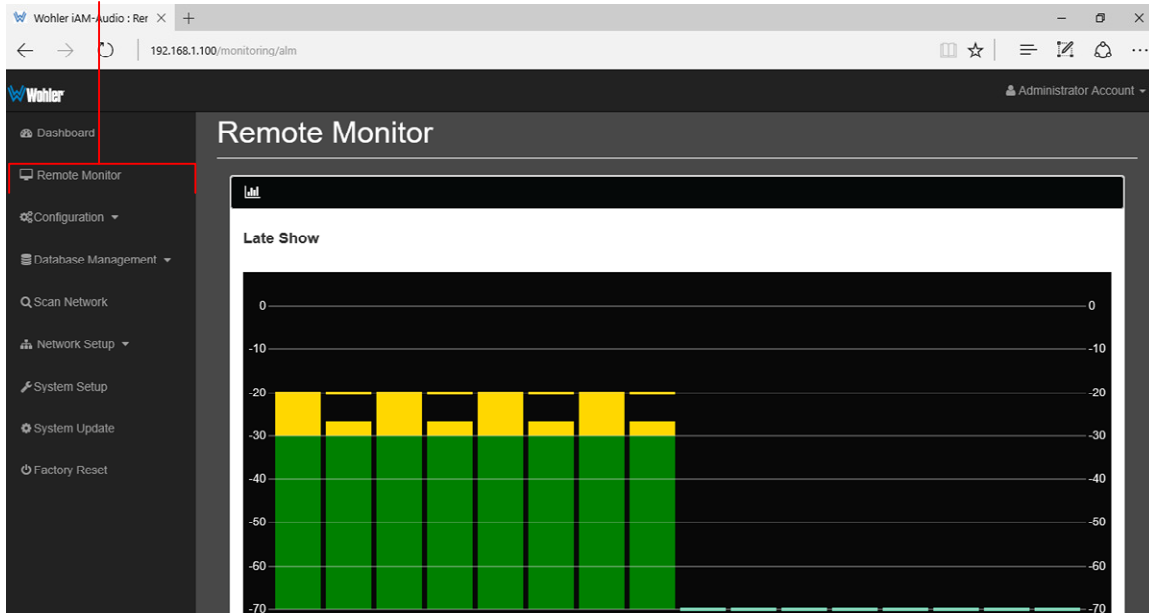 Wohler iAM-Audio : Rer
192.168.1.100/monitoring/alm
Wohler
Administrator Account
Dashboard
Remote Monitor
Configuration
Database Management
Scan Network
Network Setup
System Setup
System Update
Factory Reset
Remote Monitor
Late Show
0 0
-10 -10
-20 -20
-30 -30
-40 -40
-50 -50
-60 -60
-70 -70